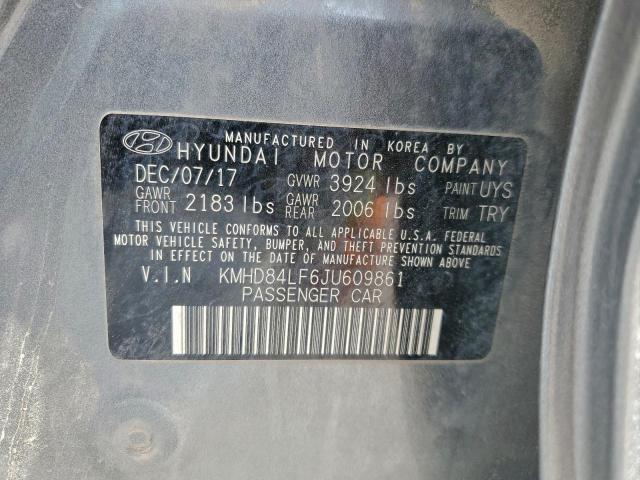 MANUFACTURED IN KOREA BY
HYUNDAI MOTOR COMPANY
DEC/07/17 GVWR 3924 lbs PAINT UYS
GAWR FRONT 2183 lbs GAWR REAR 2006 lbs TRIM TRY
THIS VEHICLE CONFORMS TO ALL APPLICABLE U.S.A. FEDERAL
MOTOR VEHICLE SAFETY, BUMPER, AND THEFT PREVENTION STANDARDS
IN EFFECT ON THE DATE OF MANUFACTURE SHOWN ABOVE
V.I.N KMHD84LF6JU609861
PASSENGER CAR